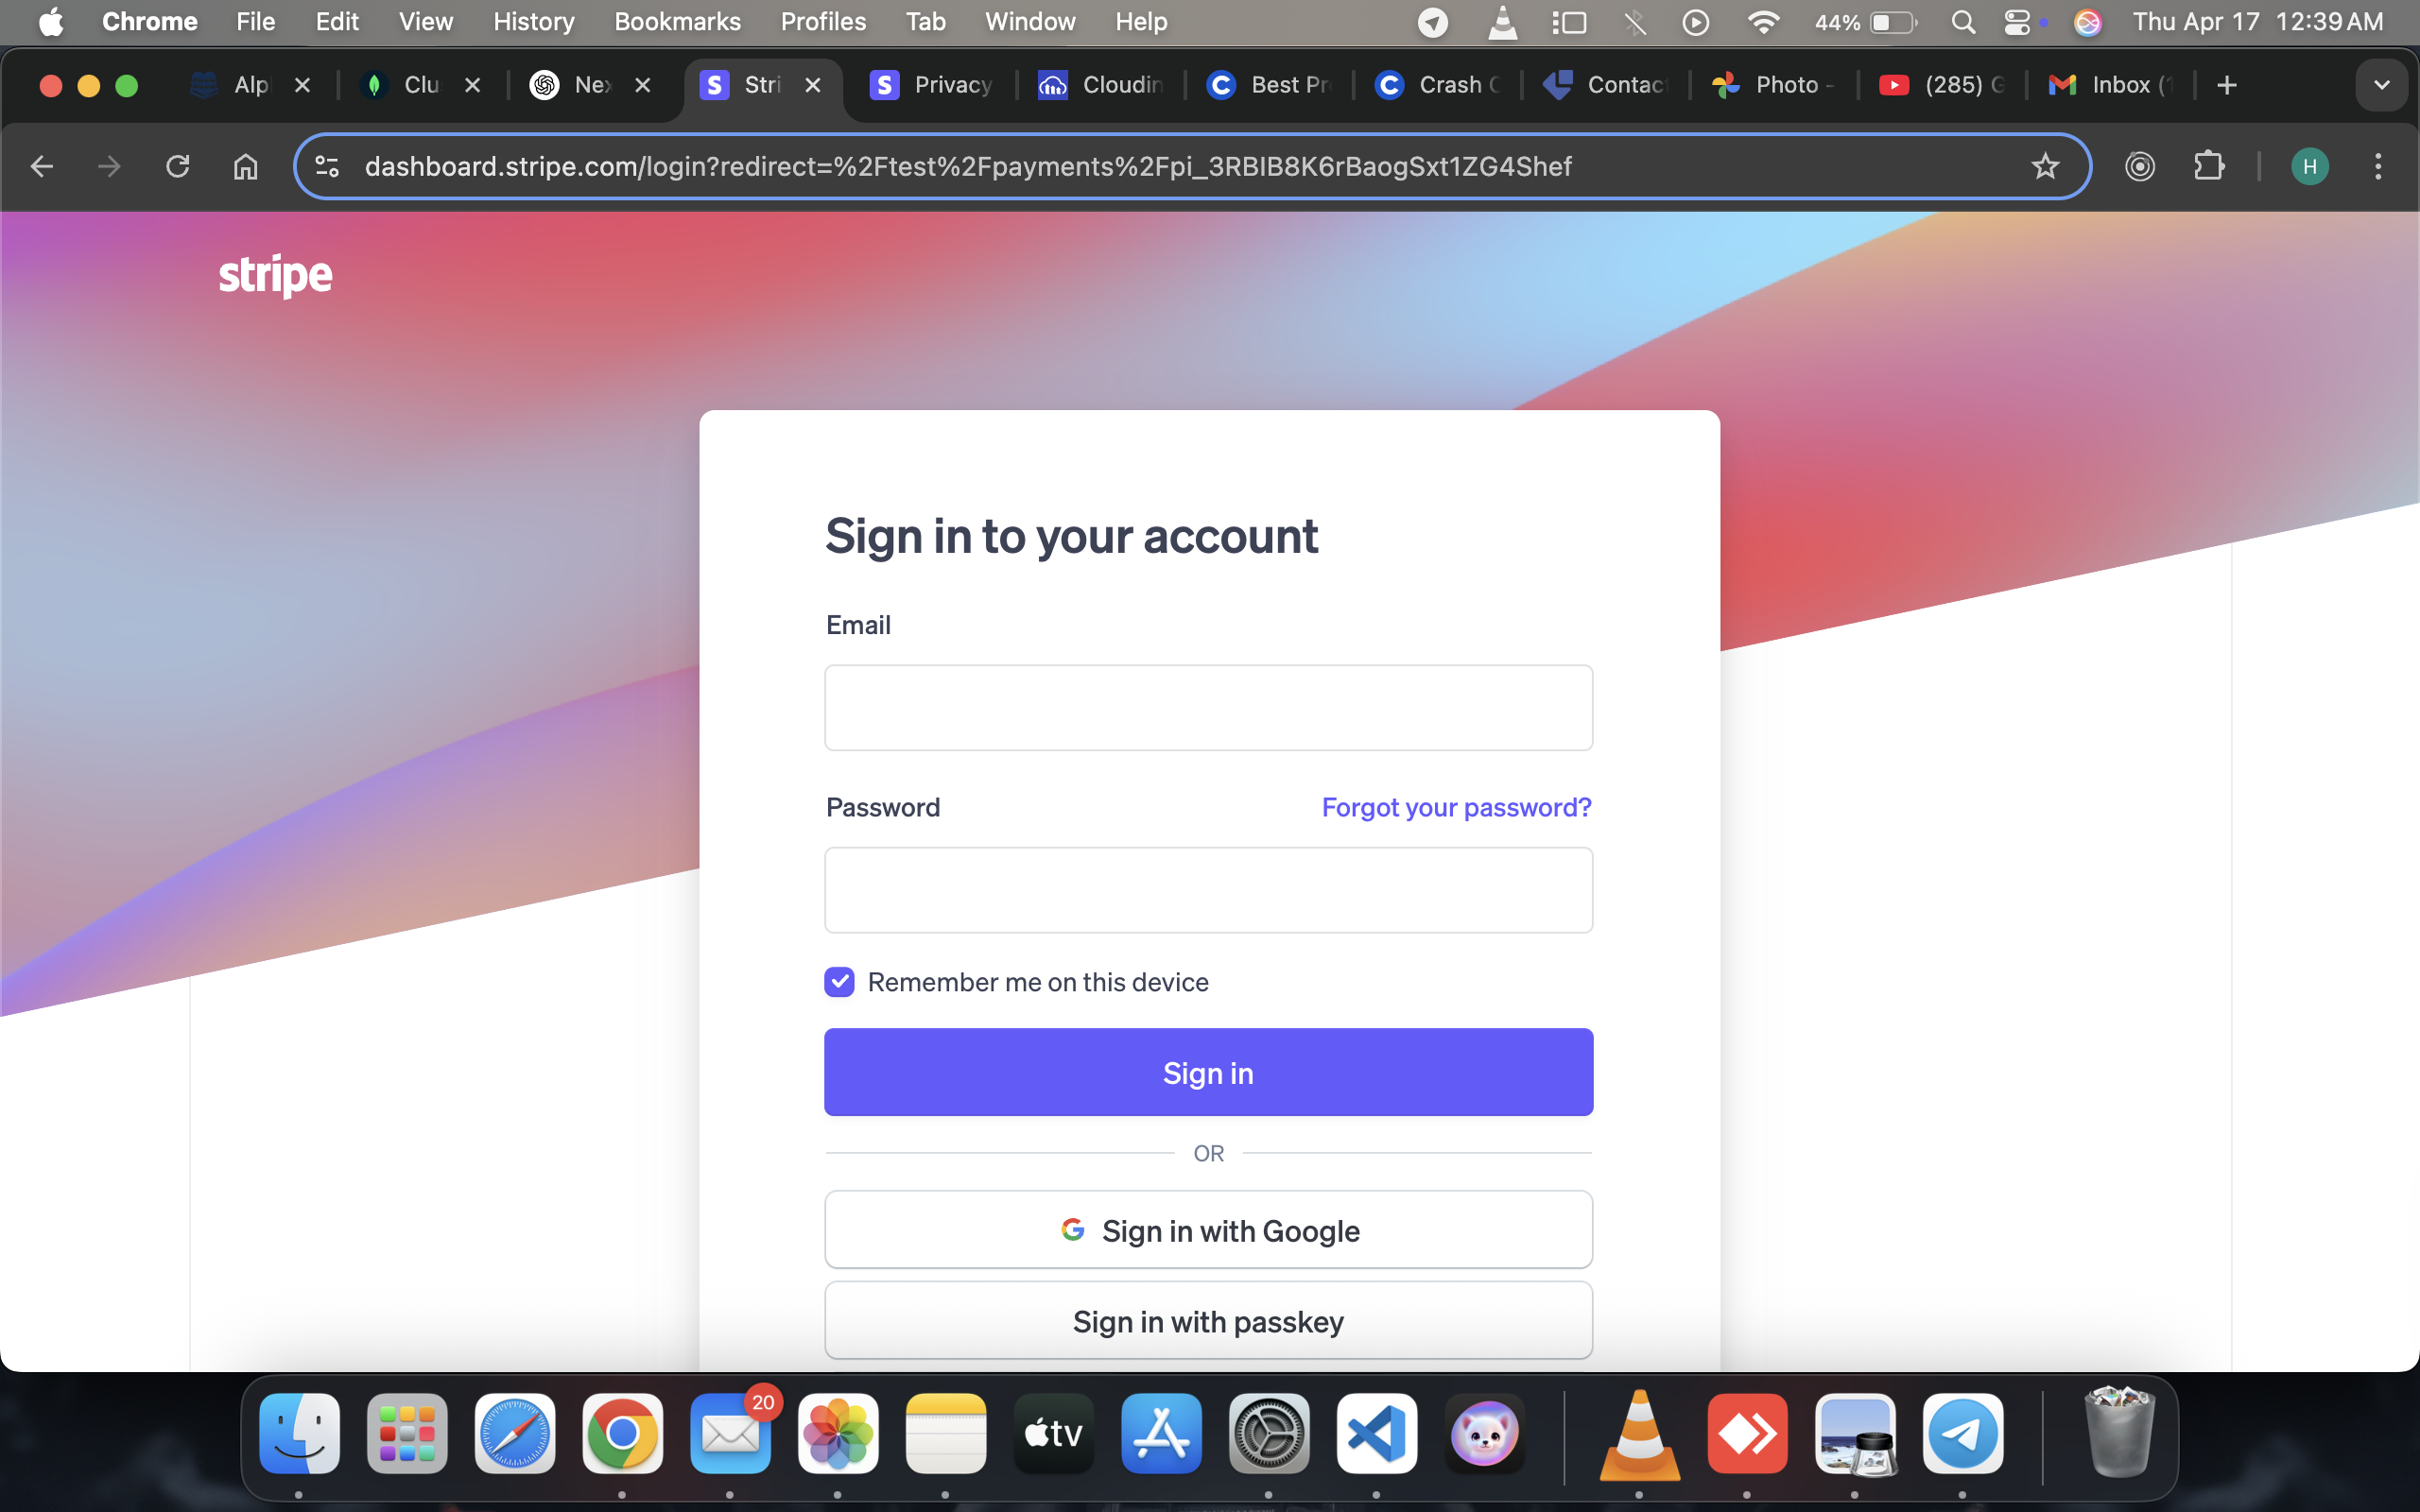 Chrome File Edit View History Bookmarks Profiles Tab Window Help 44% Thu Apr 17 12:39 AM
Alp Clu Nex Stri Privacy Cloudin Best Pr Crash C Contac Photo - (285) G Inbox (1
dashboard.stripe.com/login?redirect=%2Ftest%2Fpayments%2Fpi_3RBIB8K6rBaogSxt1ZG4Shef
H
stripe
Sign in to your account
Email
Password Forgot your password?
Remember me on this device
Sign in
OR
Sign in with Google
Sign in with passkey
20
tv